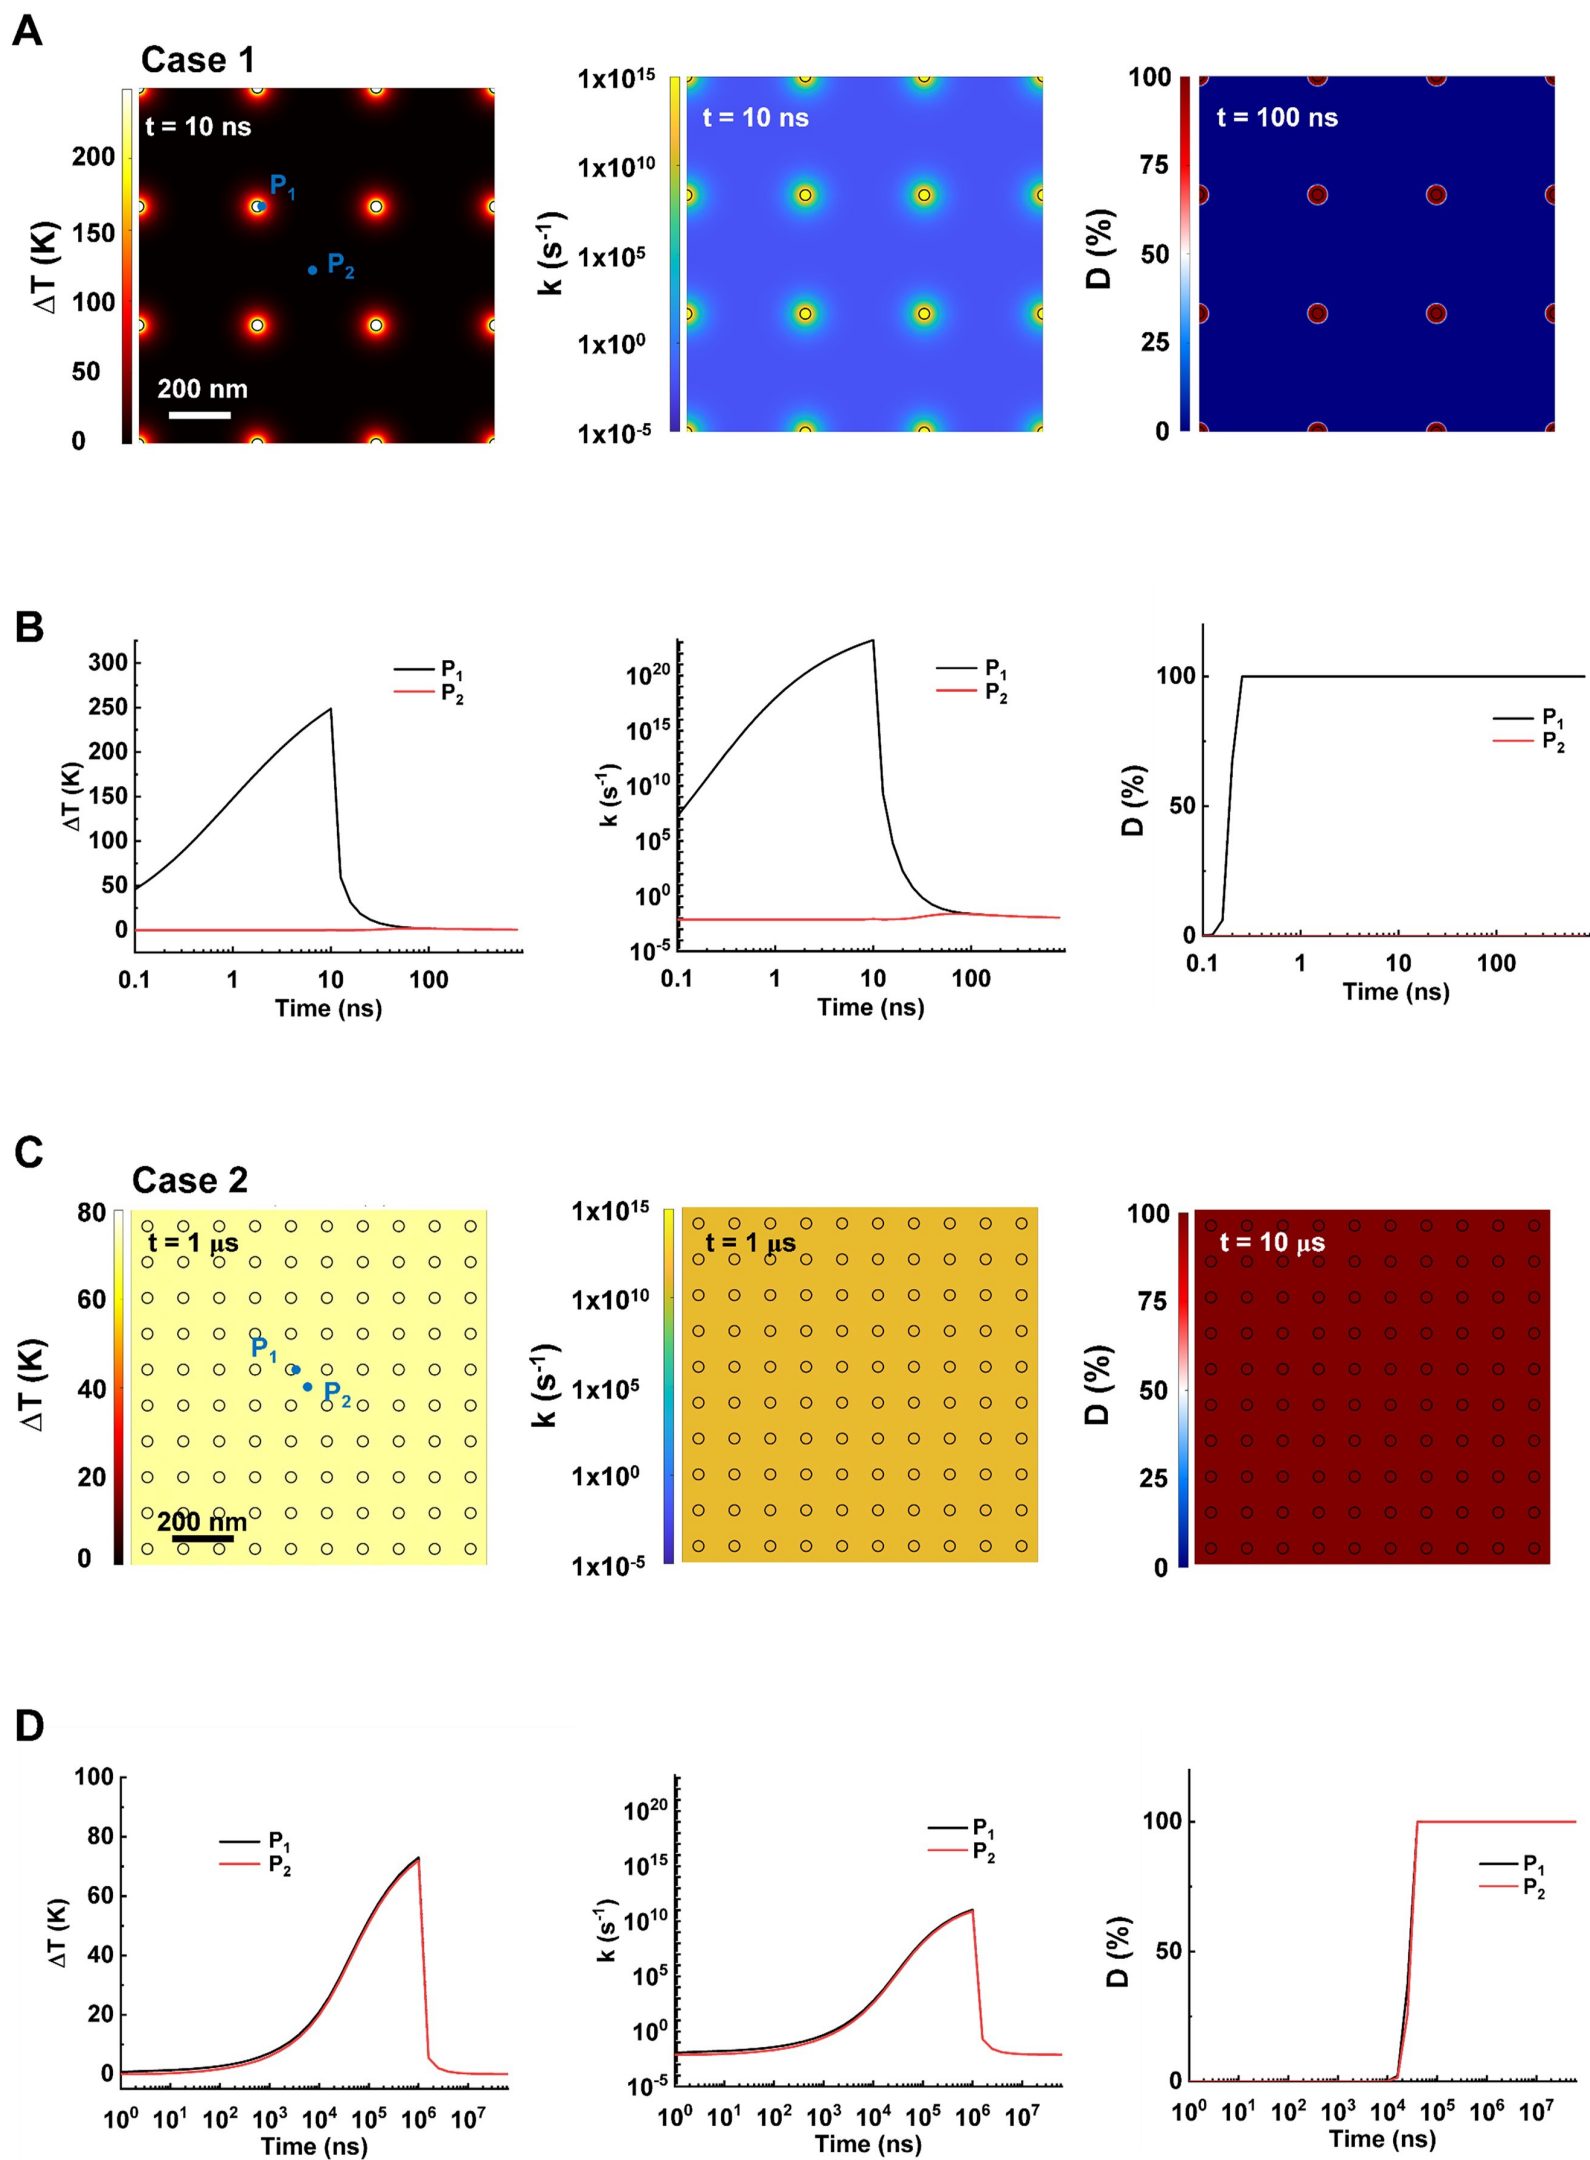 A
Case 1
ΔT (K)
200
150
100
50
0
t = 10 ns
P1
P2
200 nm
k (s-1)
1x10^15
1x10^10
1x10^5
1x10^0
1x10^-5
t = 10 ns
D (%)
100
75
50
25
0
t = 100 ns
B
ΔT (K)
300
250
200
150
100
50
0
P1
P2
0.1 1 10 100
Time (ns)
k (s-1)
10^20
10^15
10^10
10^5
10^0
10^-5
P1
P2
0.1 1 10 100
Time (ns)
D (%)
100
50
0
P1
P2
0.1 1 10 100
Time (ns)
C
Case 2
ΔT (K)
80
60
40
20
0
t = 1 μs
P1
P2
200 nm
k (s-1)
1x10^15
1x10^10
1x10^5
1x10^0
1x10^-5
t = 1 μs
D (%)
100
75
50
25
0
t = 10 μs
D
ΔT (K)
100
80
60
40
20
0
P1
P2
10^0 10^1 10^2 10^3 10^4 10^5 10^6 10^7
Time (ns)
k (s-1)
10^20
10^15
10^10
10^5
10^0
10^-5
P1
P2
10^0 10^1 10^2 10^3 10^4 10^5 10^6 10^7
Time (ns)
D (%)
100
50
0
P1
P2
10^0 10^1 10^2 10^3 10^4 10^5 10^6 10^7
Time (ns)